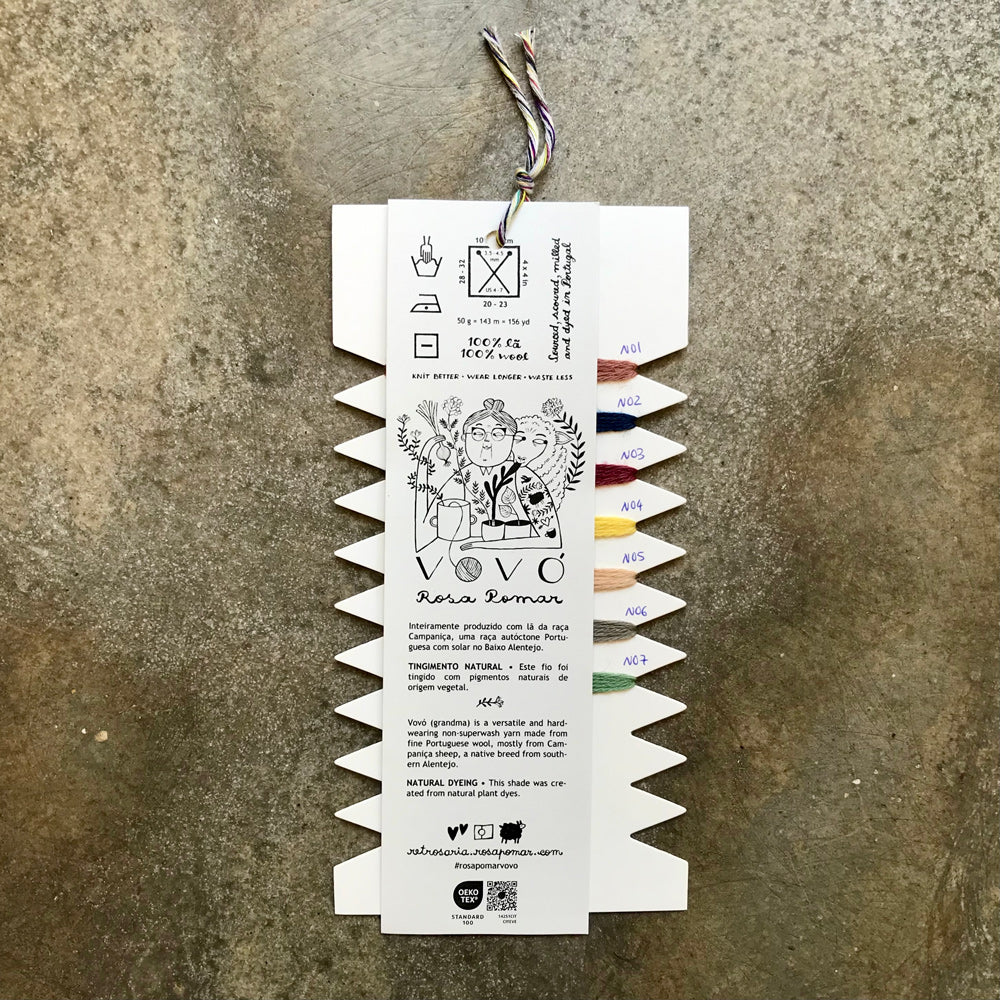 10 cm
3.5 - 4.5
mm
US 4 - 7
28 - 32
4 x 4 in
20 - 23
50 g = 143 m = 156 yd
100% lã
100% wool
Sourced, scoured, milled
and dyed in Portugal
KNIT BETTER • WEAR LONGER • WASTE LESS
VOVÓ
Rosa Pomar
Inteiramente produzido com lã da raça
Campaniça, uma raça autóctone Portu-
guesa com solar no Baixo Alentejo.
TINGIMENTO NATURAL • Este fio foi
tingido com pigmentos naturais de
origem vegetal.
Vovó (grandma) is a versatile and hard-
wearing non-superwash yarn made from
fine Portuguese wool, mostly from Cam-
paniça sheep, a native breed from south-
ern Alentejo.
NATURAL DYEING • This shade was cre-
ated from natural plant dyes.
retrosaria.rosapomar.com
#rosapomarvovo
OEKO
TEX®
STANDARD
100
14251CIT
CITEVE
N01
N02
N03
N04
N05
N06
N07